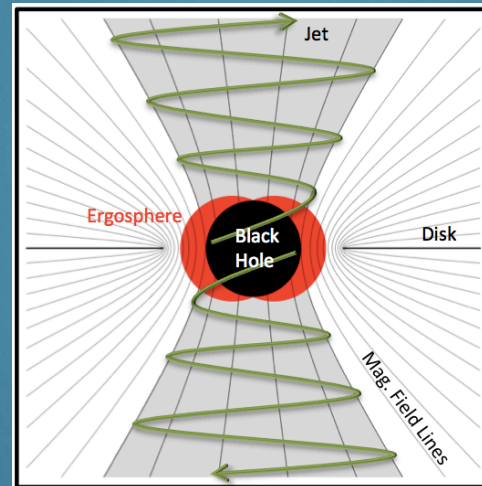 Jet
Ergosphere
Black
Hole
Disk
Mag. Field Lines